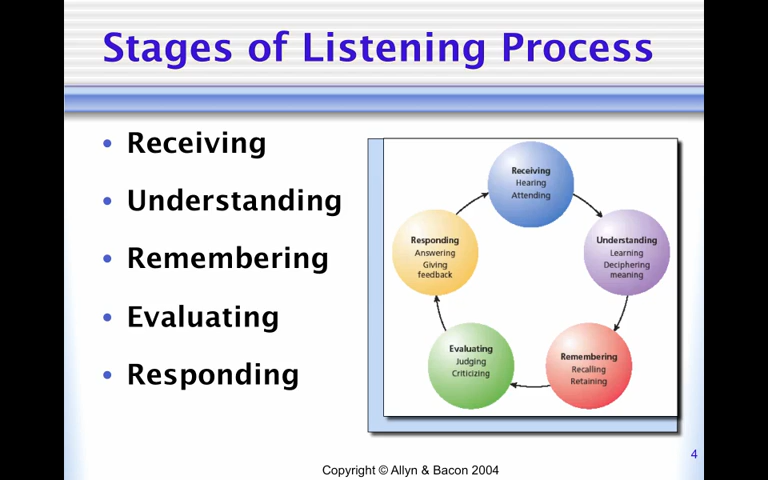 Stages of Listening Process
• Receiving
• Understanding
• Remembering
• Evaluating
• Responding
Receiving
Hearing
Attending
Understanding
Learning
Deciphering
meaning
Remembering
Recalling
Retaining
Evaluating
Judging
Criticizing
Responding
Answering
Giving
feedback
4
Copyright © Allyn & Bacon 2004